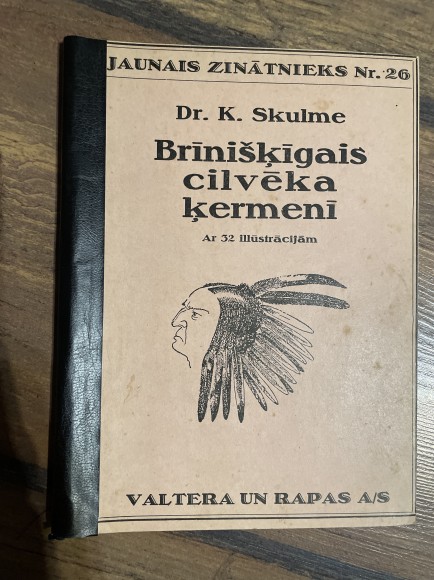 JAUNAIS ZINĀTNIEKS Nr. 26
Dr. K. Skulme
Brīnišķīgais
cilvēka
ķermenī
Ar 32 illūstrācijām
VALTERA UN RAPAS A/S